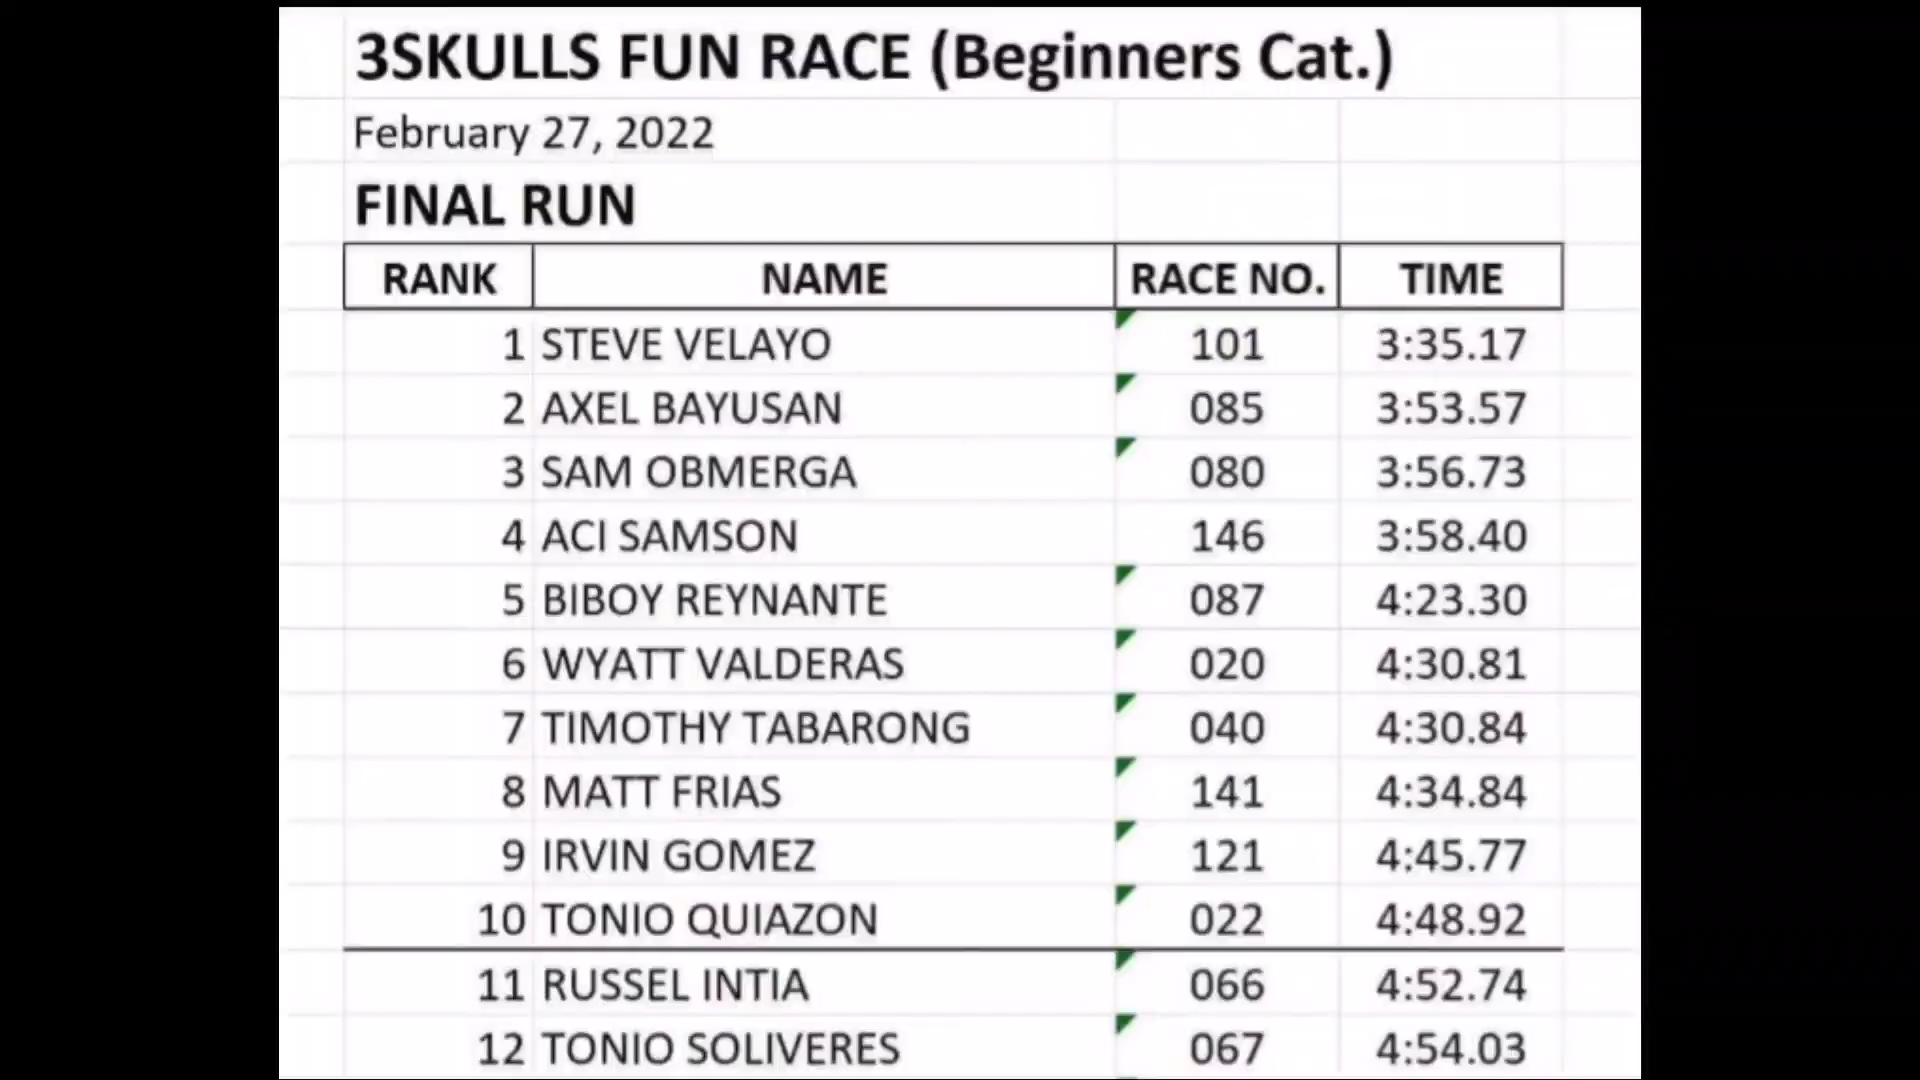 3SKULLS FUN RACE (Beginners Cat.)
February 27, 2022
FINAL RUN
RANK NAME RACE NO. TIME
1 STEVE VELAYO 101 3:35.17
2 AXEL BAYUSAN 085 3:53.57
3 SAM OBMERGA 080 3:56.73
4 ACI SAMSON 146 3:58.40
5 BIBOY REYNANTE 087 4:23.30
6 WYATT VALDERAS 020 4:30.81
7 TIMOTHY TABARONG 040 4:30.84
8 MATT FRIAS 141 4:34.84
9 IRVIN GOMEZ 121 4:45.77
10 TONIO QUIAZON 022 4:48.92
11 RUSSEL INTIA 066 4:52.74
12 TONIO SOLIVERES 067 4:54.03